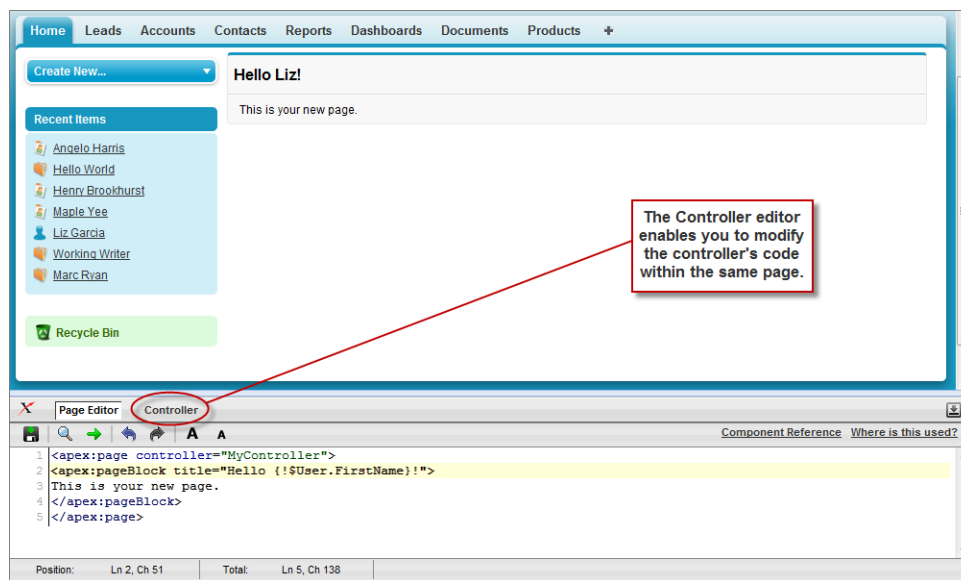 Home Leads Accounts Contacts Reports Dashboards Documents Products +
Create New...
Hello Liz!
This is your new page.
Recent Items
Angelo Harris
Hello World
Henry Brookhurst
Maple Yee
Liz Garcia
Working Writer
Marc Ryan
Recycle Bin
The Controller editor
enables you to modify
the controller's code
within the same page.
Page Editor Controller
A A Component Reference Where is this used?
1 <apex:page controller="MyController">
2 <apex:pageBlock title="Hello {!$User.FirstName}!">
3 This is your new page.
4 </apex:pageBlock>
5 </apex:page>
Position: Ln 2, Ch 51 Total: Ln 5, Ch 138